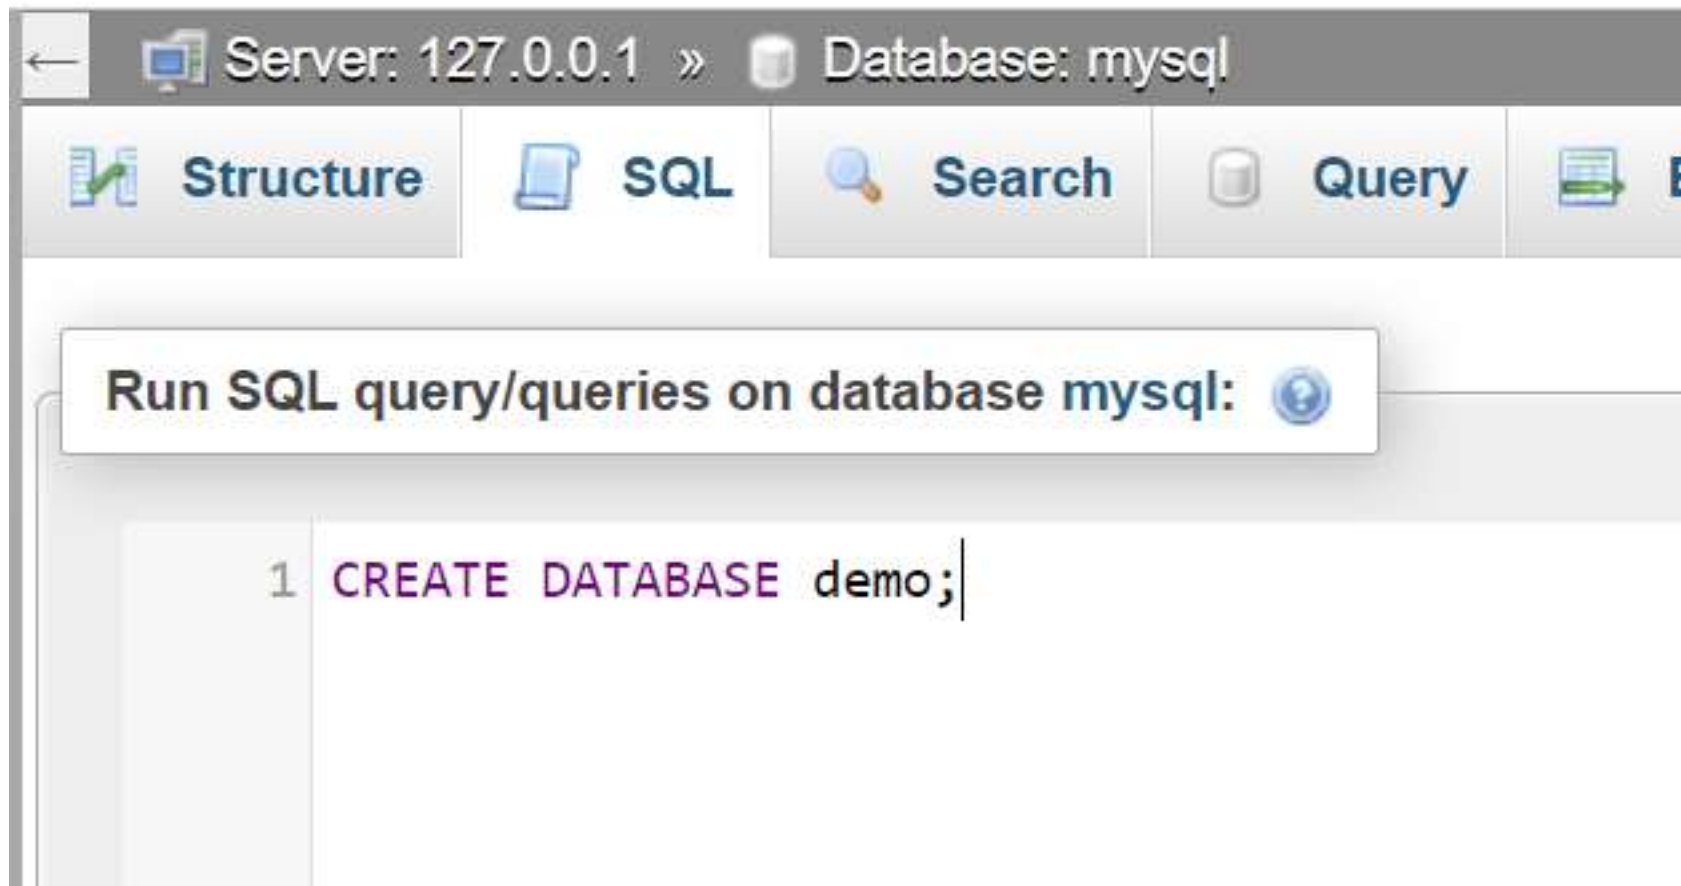 ← Server: 127.0.0.1 » Database: mysql
Structure SQL Search Query
Run SQL query/queries on database mysql:
1 CREATE DATABASE demo;